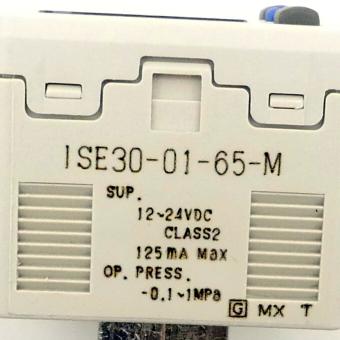 ISE30-01-65-M
SUP.
12~24VDC
CLASS2
125mA Max
OP. PRESS.
-0.1~1MPa
G MX T